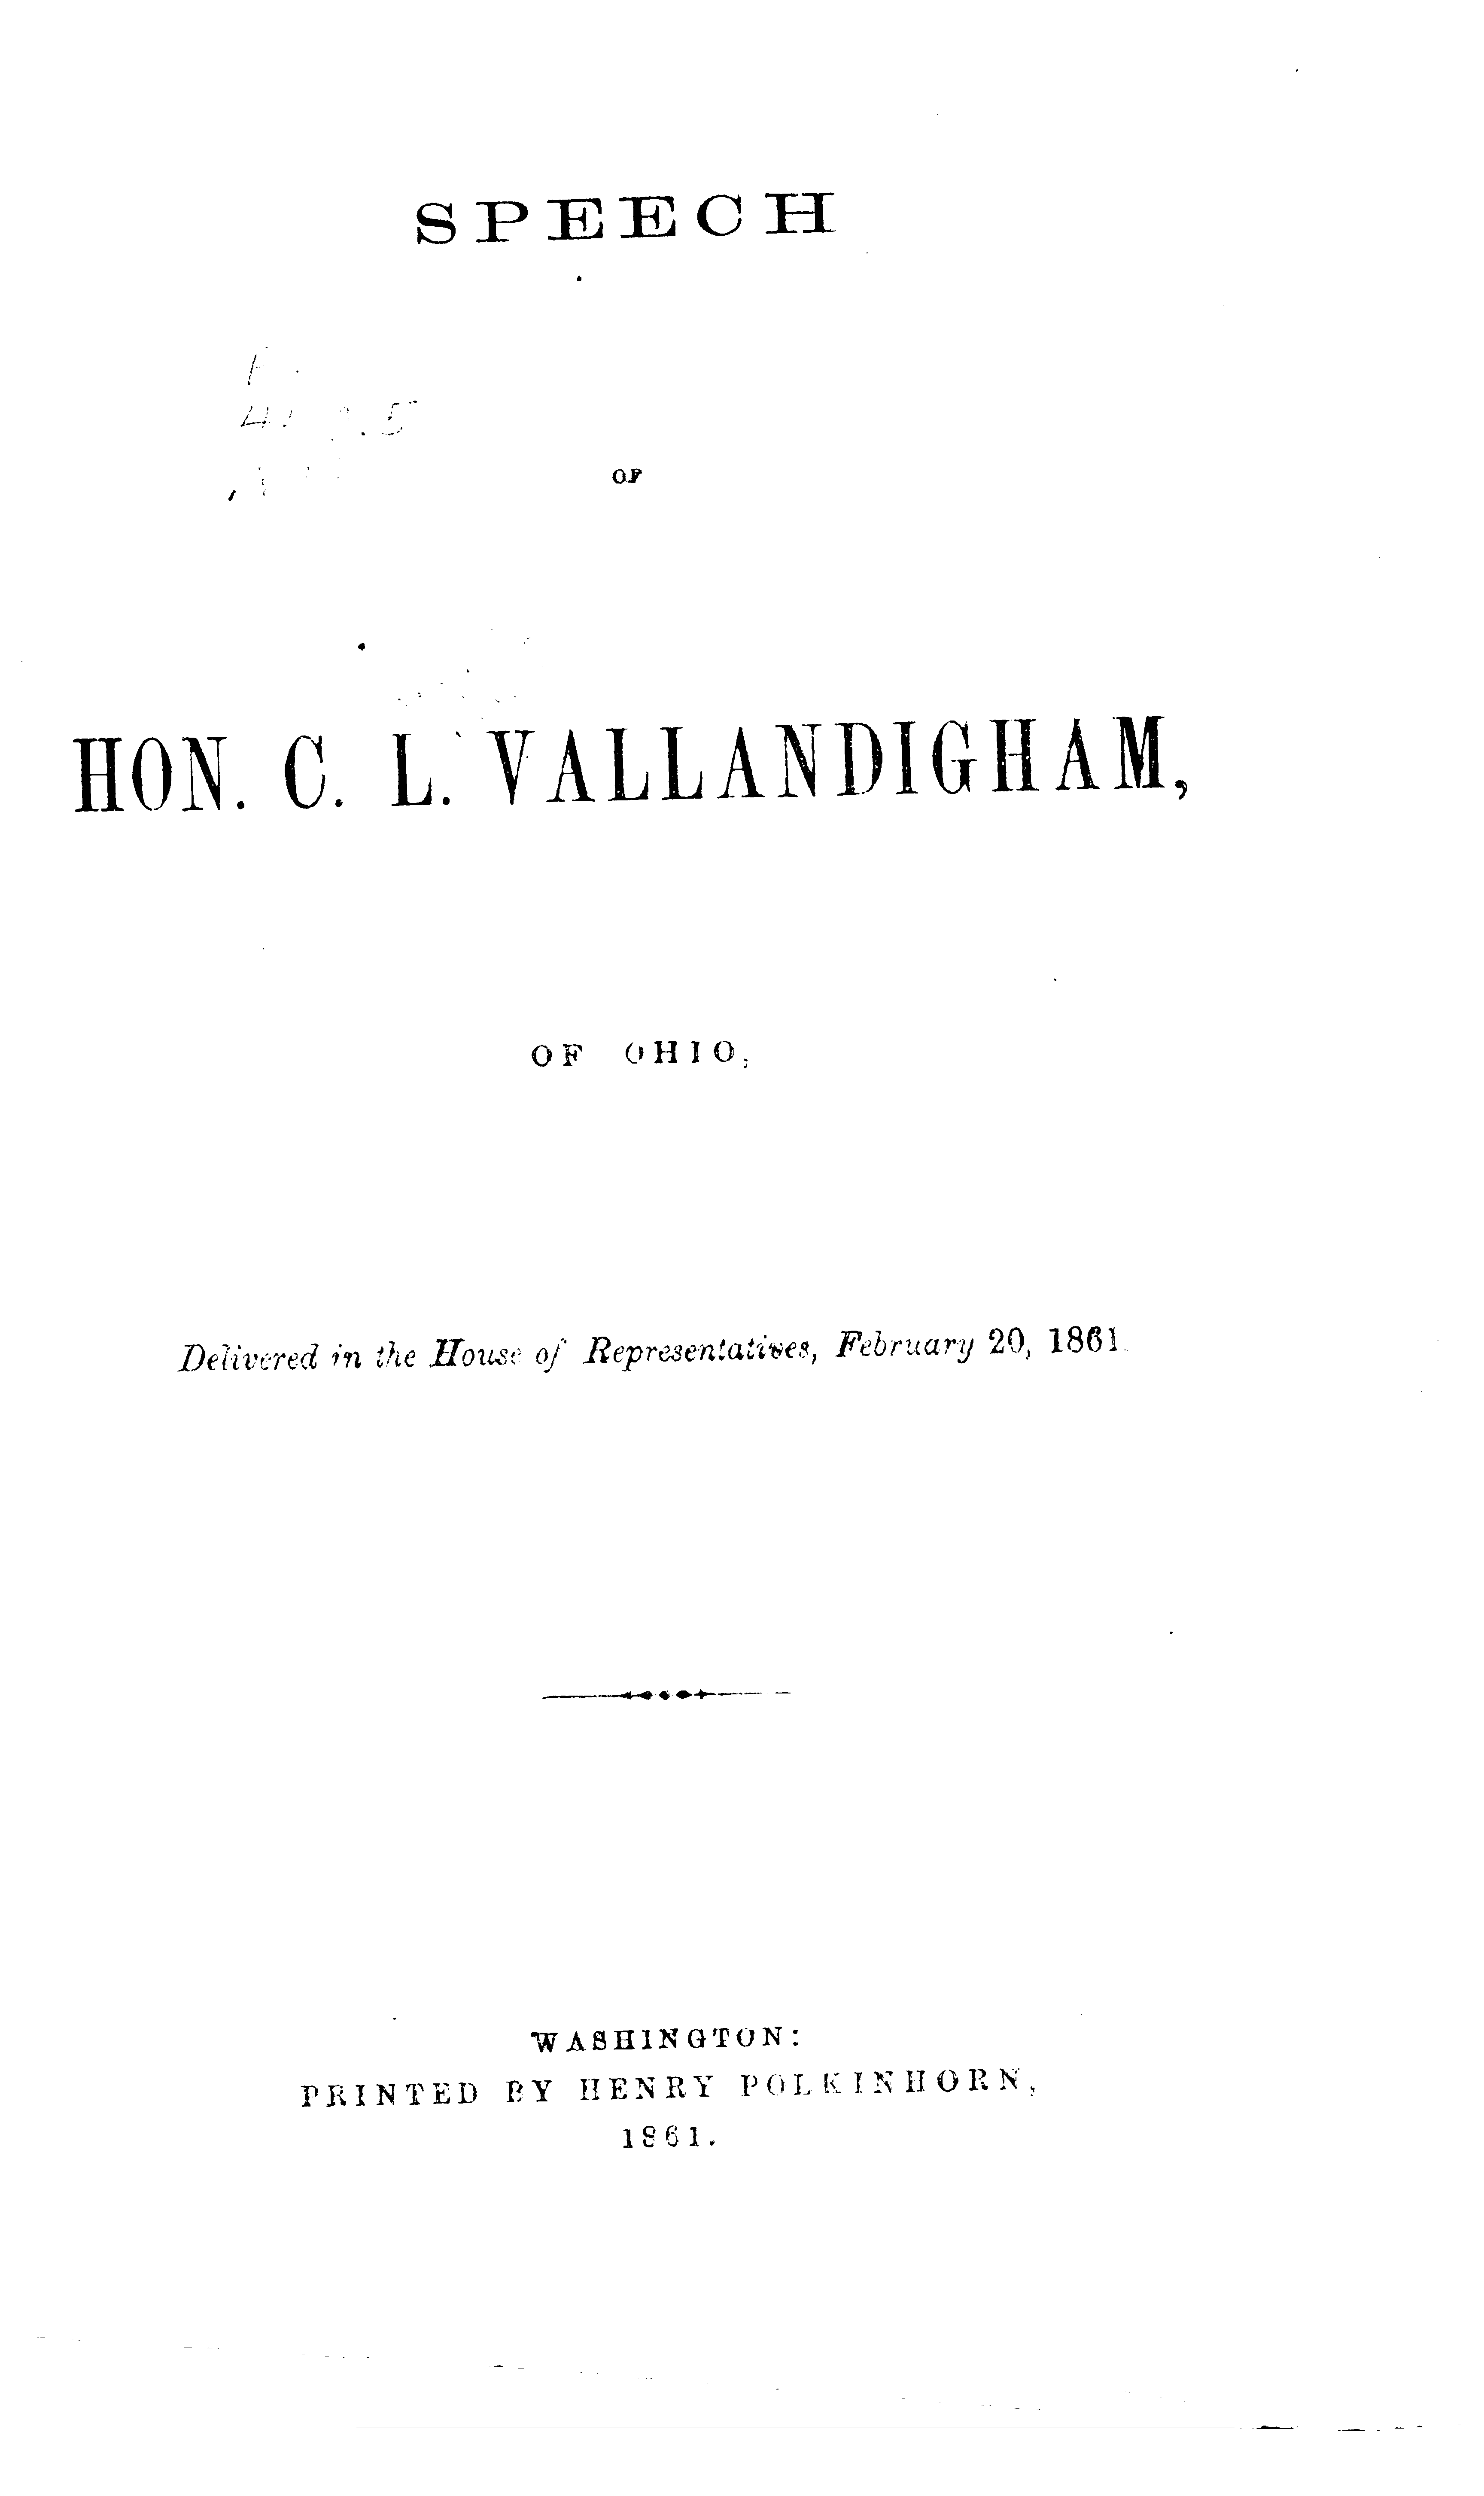 SPEECH
OF
HON. C. L. VALLANDIGHAM,
OF OHIO,
Delivered in the House of Representatives, February 20, 1861.
WASHINGTON:
PRINTED BY HENRY POLKINHORN,
1861.